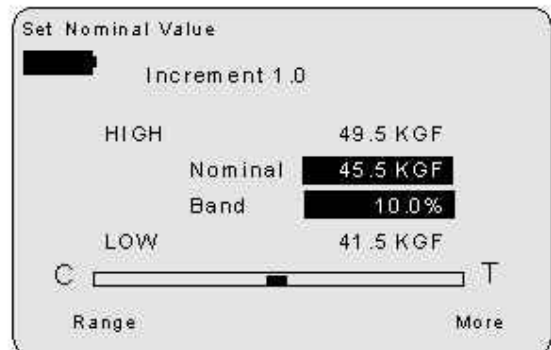 Set Nominal Value
Increment 1.0
HIGH 49.5 KGF
Nominal 45.5 KGF
Band 10.0%
LOW 41.5 KGF
C T
Range More